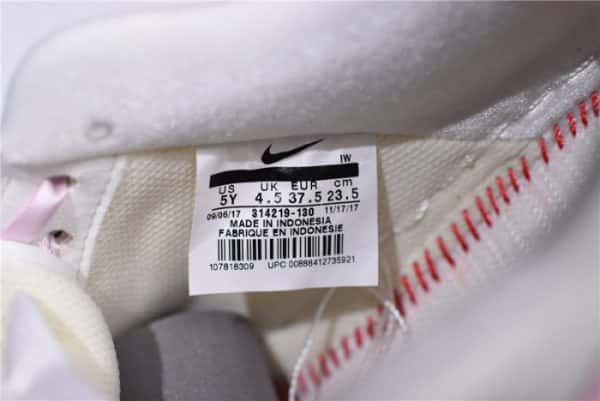 IW
US UK EUR cm
5Y 4.5 37.5 23.5
09/06/17 314219-130 11/17/17
MADE IN INDONESIA
FABRIQUE EN INDONESIE
107818309 UPC 00888412735921